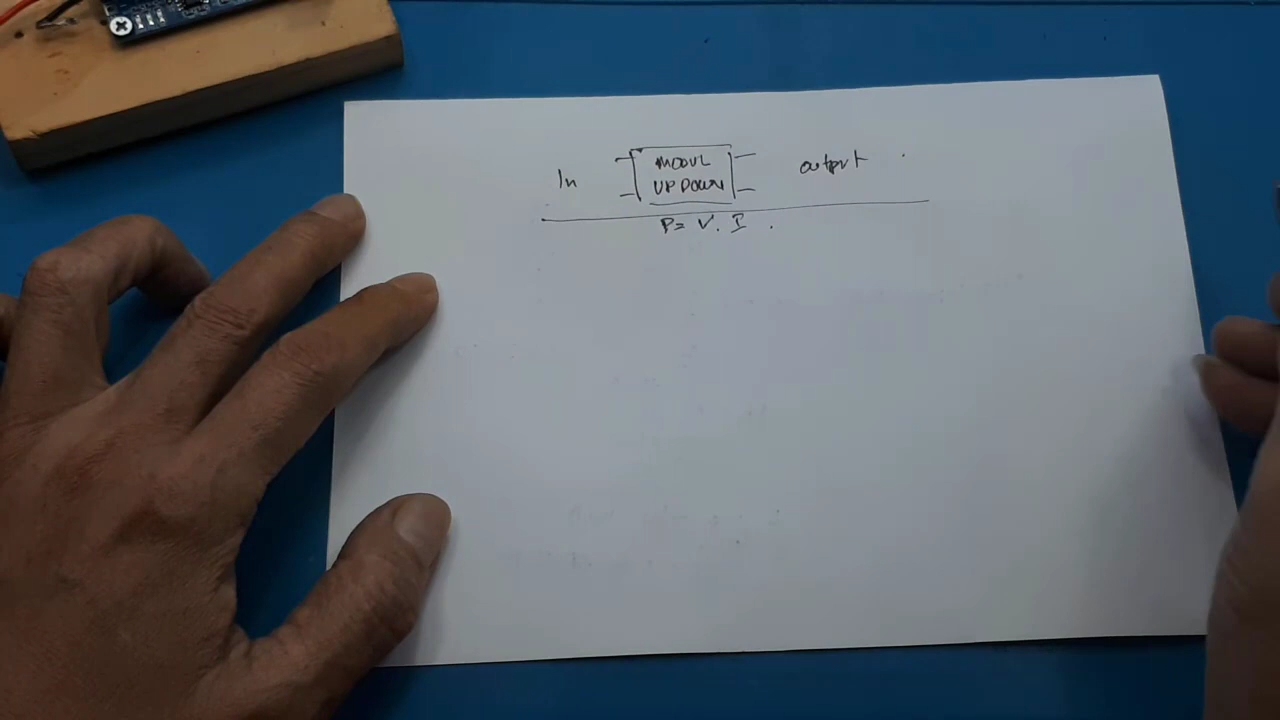 In MODUL output
UP DOWN
P = V . I .